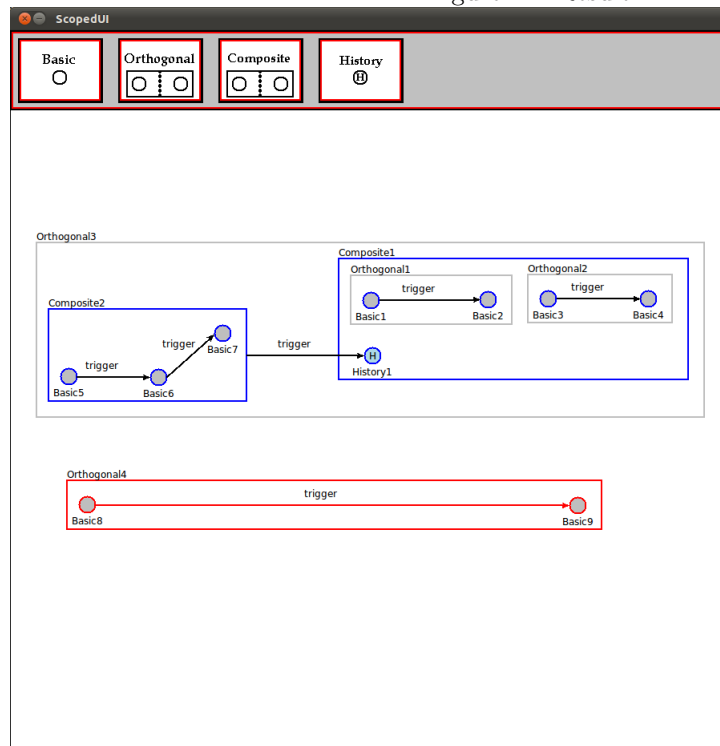 ScopedUI
Basic
Orthogonal
Composite
History
H
Orthogonal3
Composite1
Orthogonal1
Orthogonal2
trigger
trigger
Basic1
Basic2
Basic3
Basic4
Composite2
trigger
Basic7
trigger
trigger
H
Basic5
Basic6
History1
Orthogonal4
trigger
Basic8
Basic9